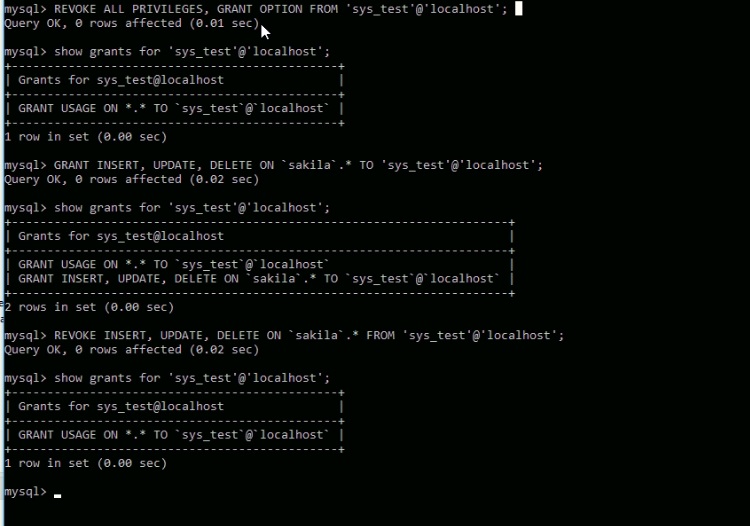 mysql> REVOKE ALL PRIVILEGES, GRANT OPTION FROM 'sys_test'@'localhost';
Query OK, 0 rows affected (0.01 sec)
mysql> show grants for 'sys_test'@'localhost';
+----------------------------------------------+
| Grants for sys_test@localhost                |
+----------------------------------------------+
| GRANT USAGE ON *.* TO `sys_test`@`localhost` |
+----------------------------------------------+
1 row in set (0.00 sec)
mysql> GRANT INSERT, UPDATE, DELETE ON `sakila`.* TO 'sys_test'@'localhost';
Query OK, 0 rows affected (0.02 sec)
mysql> show grants for 'sys_test'@'localhost';
+----------------------------------------------------------------------+
| Grants for sys_test@localhost                                        |
+----------------------------------------------------------------------+
| GRANT USAGE ON *.* TO `sys_test`@`localhost`                         |
| GRANT INSERT, UPDATE, DELETE ON `sakila`.* TO `sys_test`@`localhost` |
+----------------------------------------------------------------------+
2 rows in set (0.00 sec)
mysql> REVOKE INSERT, UPDATE, DELETE ON `sakila`.* FROM 'sys_test'@'localhost';
Query OK, 0 rows affected (0.02 sec)
mysql> show grants for 'sys_test'@'localhost';
+----------------------------------------------+
| Grants for sys_test@localhost                |
+----------------------------------------------+
| GRANT USAGE ON *.* TO `sys_test`@`localhost` |
+----------------------------------------------+
1 row in set (0.00 sec)
mysql>